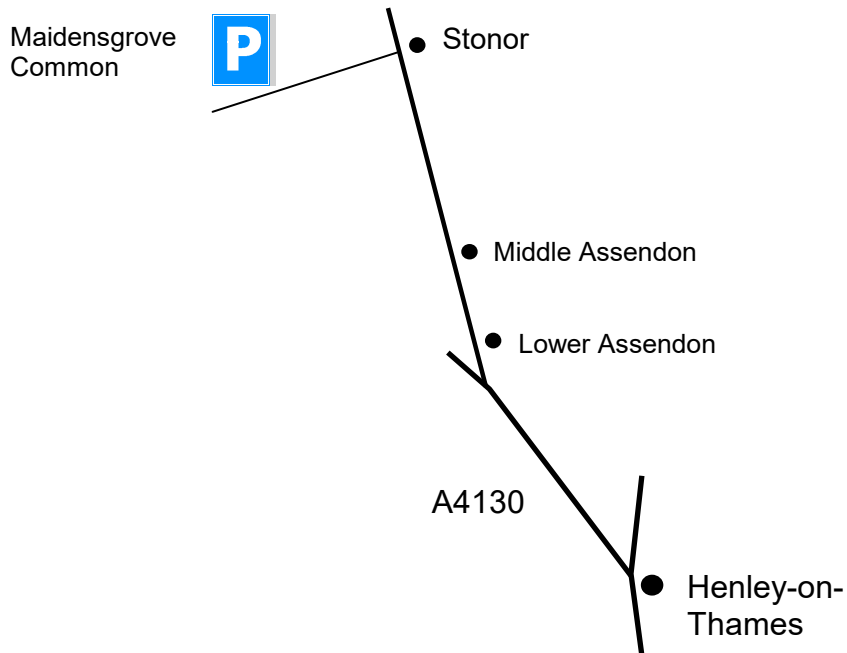 Maidensgrove
Common
P
Stonor
Middle Assendon
Lower Assendon
A4130
Henley-on-
Thames